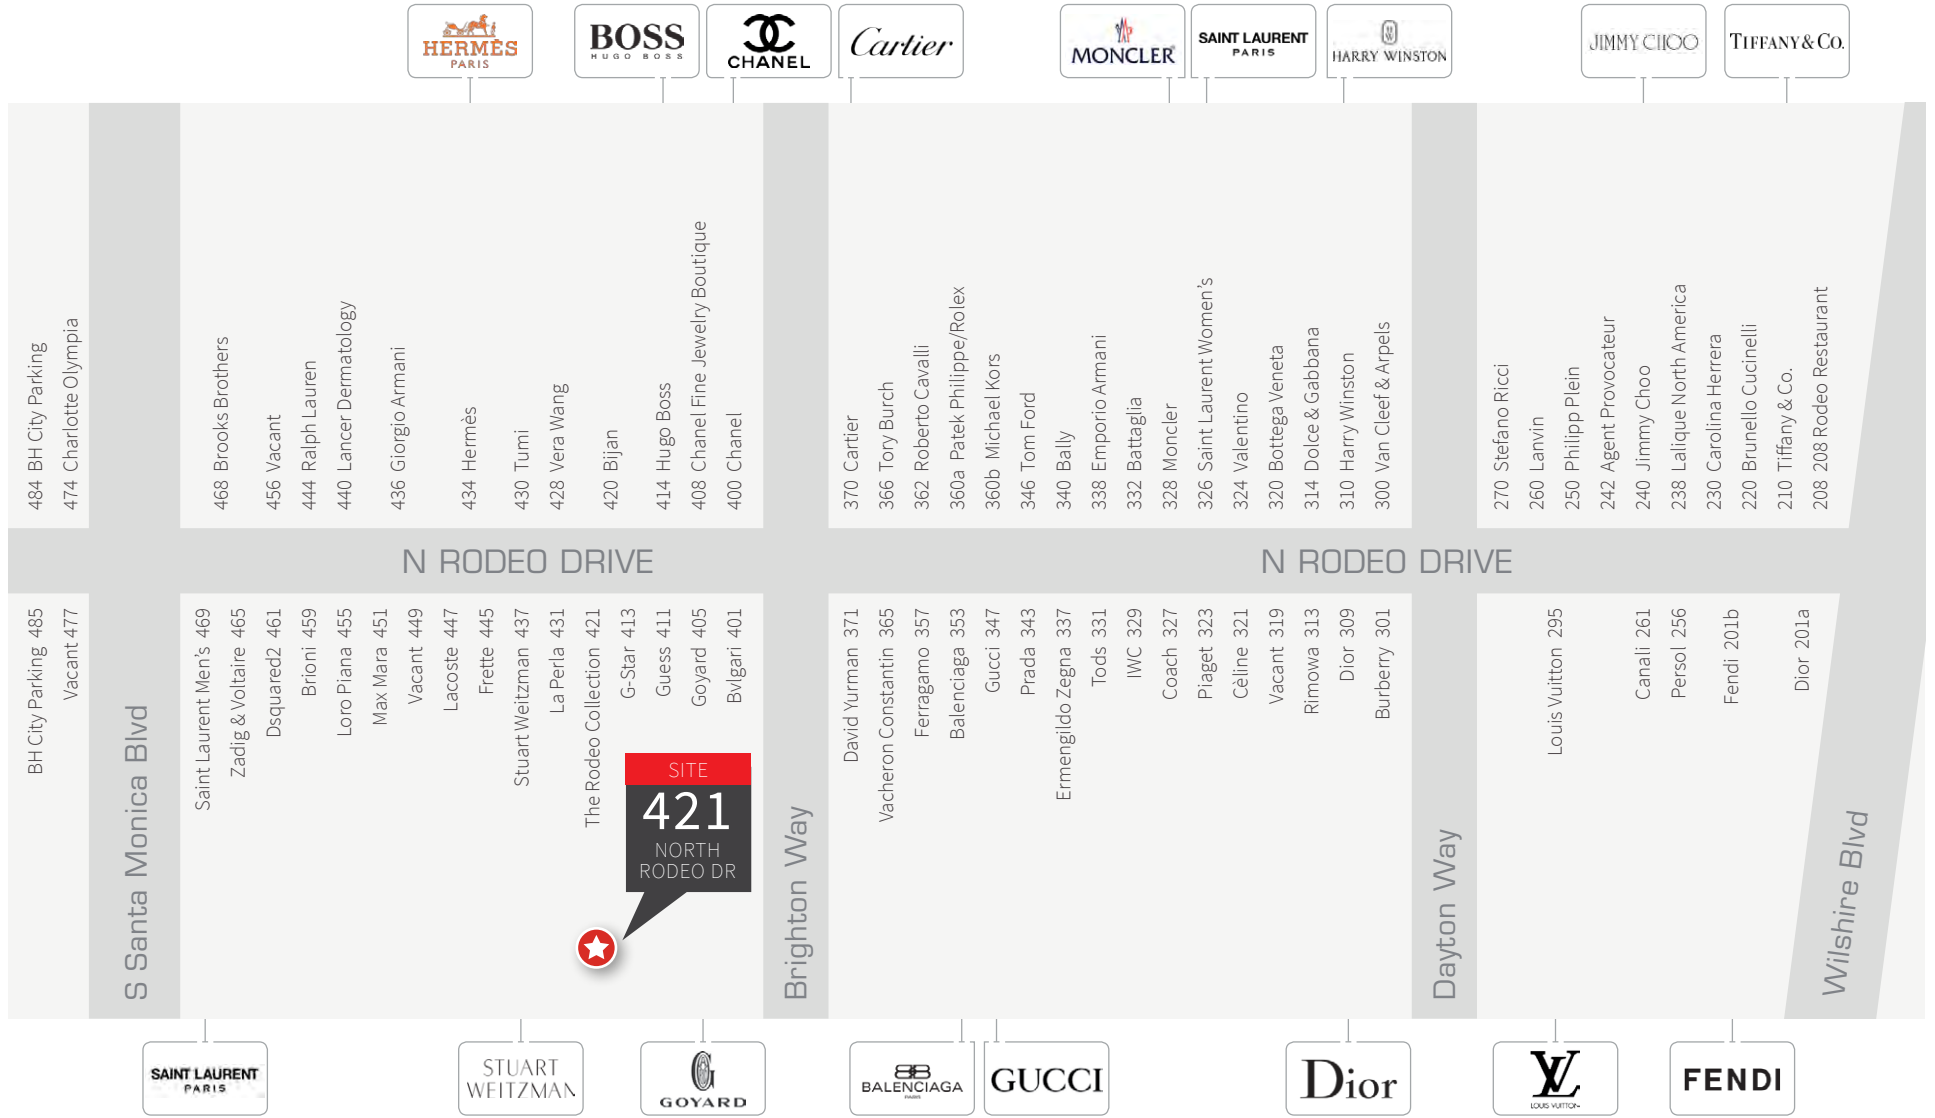 HERMÈS
PARIS
BOSS
HUGO BOSS
CHANEL
Cartier
MONCLER
SAINT LAURENT
PARIS
HARRY WINSTON
JIMMY CHOO
TIFFANY & CO.
484 BH City Parking
474 Charlotte Olympia
468 Brooks Brothers
456 Vacant
444 Ralph Lauren
440 Lancer Dermatology
436 Giorgio Armani
434 Hermès
430 Tumi
428 Vera Wang
420 Bijan
414 Hugo Boss
408 Chanel Fine Jewelry Boutique
400 Chanel
370 Cartier
366 Tory Burch
362 Roberto Cavalli
360a Patek Philippe/Rolex
360b Michael Kors
346 Tom Ford
340 Bally
338 Emporio Armani
332 Battaglia
328 Moncler
326 Saint Laurent Women's
324 Valentino
320 Bottega Veneta
314 Dolce & Gabbana
310 Harry Winston
300 Van Cleef & Arpels
270 Stefano Ricci
260 Lanvin
250 Philipp Plein
242 Agent Provocateur
240 Jimmy Choo
238 Lalique North America
230 Carolina Herrera
220 Brunello Cucinelli
210 Tiffany & Co.
208 208 Rodeo Restaurant
N RODEO DRIVE
N RODEO DRIVE
BH City Parking 485
Vacant 477
S Santa Monica Blvd
Saint Laurent Men's 469
Zadig & Voltaire 465
Dsquared2 461
Brioni 459
Loro Piana 455
Max Mara 451
Vacant 449
Lacoste 447
Frette 445
Stuart Weitzman 437
La Perla 431
The Rodeo Collection 421
G-Star 413
Guess 411
Goyard 405
Bvlgari 401
SITE
421
NORTH
RODEO DR
Brighton Way
David Yurman 371
Vacheron Constantin 365
Ferragamo 357
Balenciaga 353
Gucci 347
Prada 343
Ermengildo Zegna 337
Tods 331
IWC 329
Coach 327
Piaget 323
Cèline 321
Vacant 319
Rimowa 313
Dior 309
Burberry 301
Dayton Way
Louis Vuitton 295
Canali 261
Persol 256
Fendi 201b
Dior 201a
Wilshire Blvd
SAINT LAURENT
PARIS
STUART
WEITZMAN
GOYARD
BALENCIAGA
PARIS
GUCCI
Dior
LV
LOUIS VUITTON
FENDI